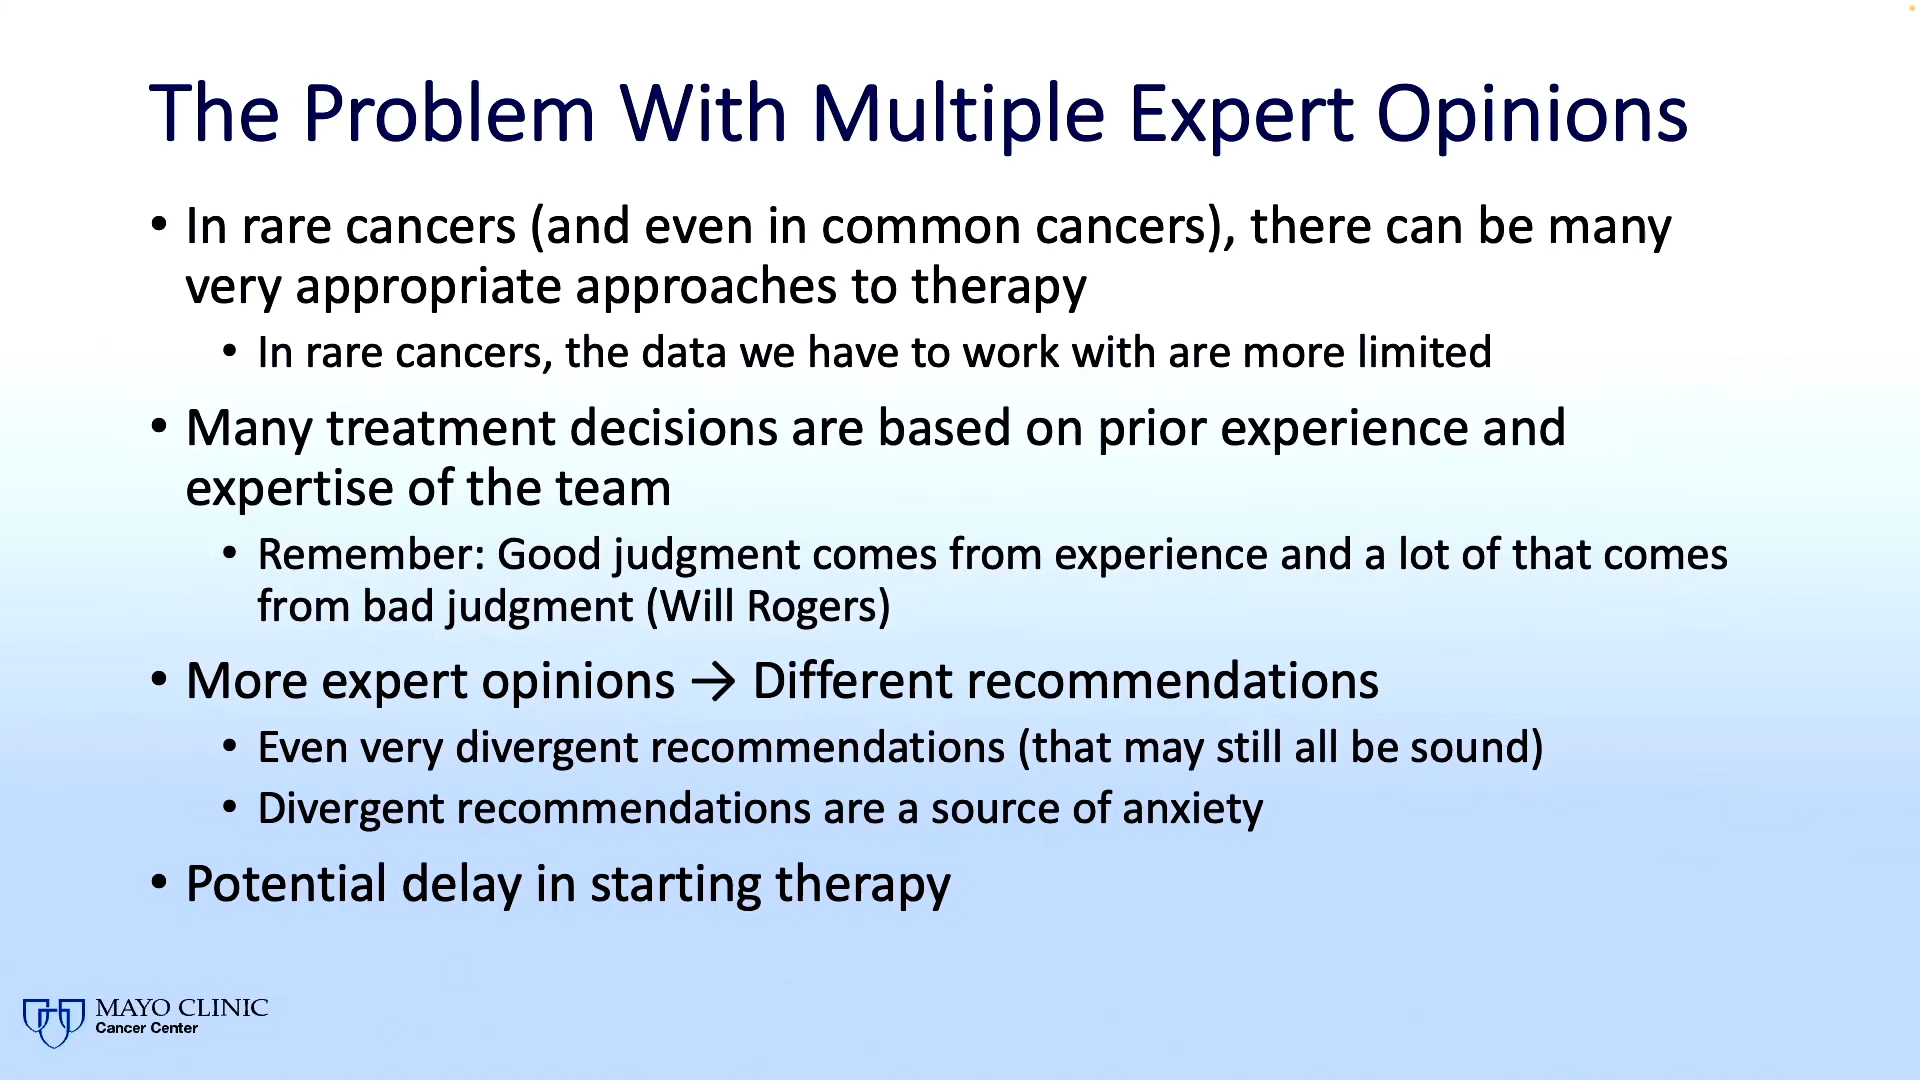 The Problem With Multiple Expert Opinions
• In rare cancers (and even in common cancers), there can be many
very appropriate approaches to therapy
• In rare cancers, the data we have to work with are more limited
• Many treatment decisions are based on prior experience and
expertise of the team
• Remember: Good judgment comes from experience and a lot of that comes
from bad judgment (Will Rogers)
• More expert opinions → Different recommendations
• Even very divergent recommendations (that may still all be sound)
• Divergent recommendations are a source of anxiety
• Potential delay in starting therapy
MAYO CLINIC
Cancer Center